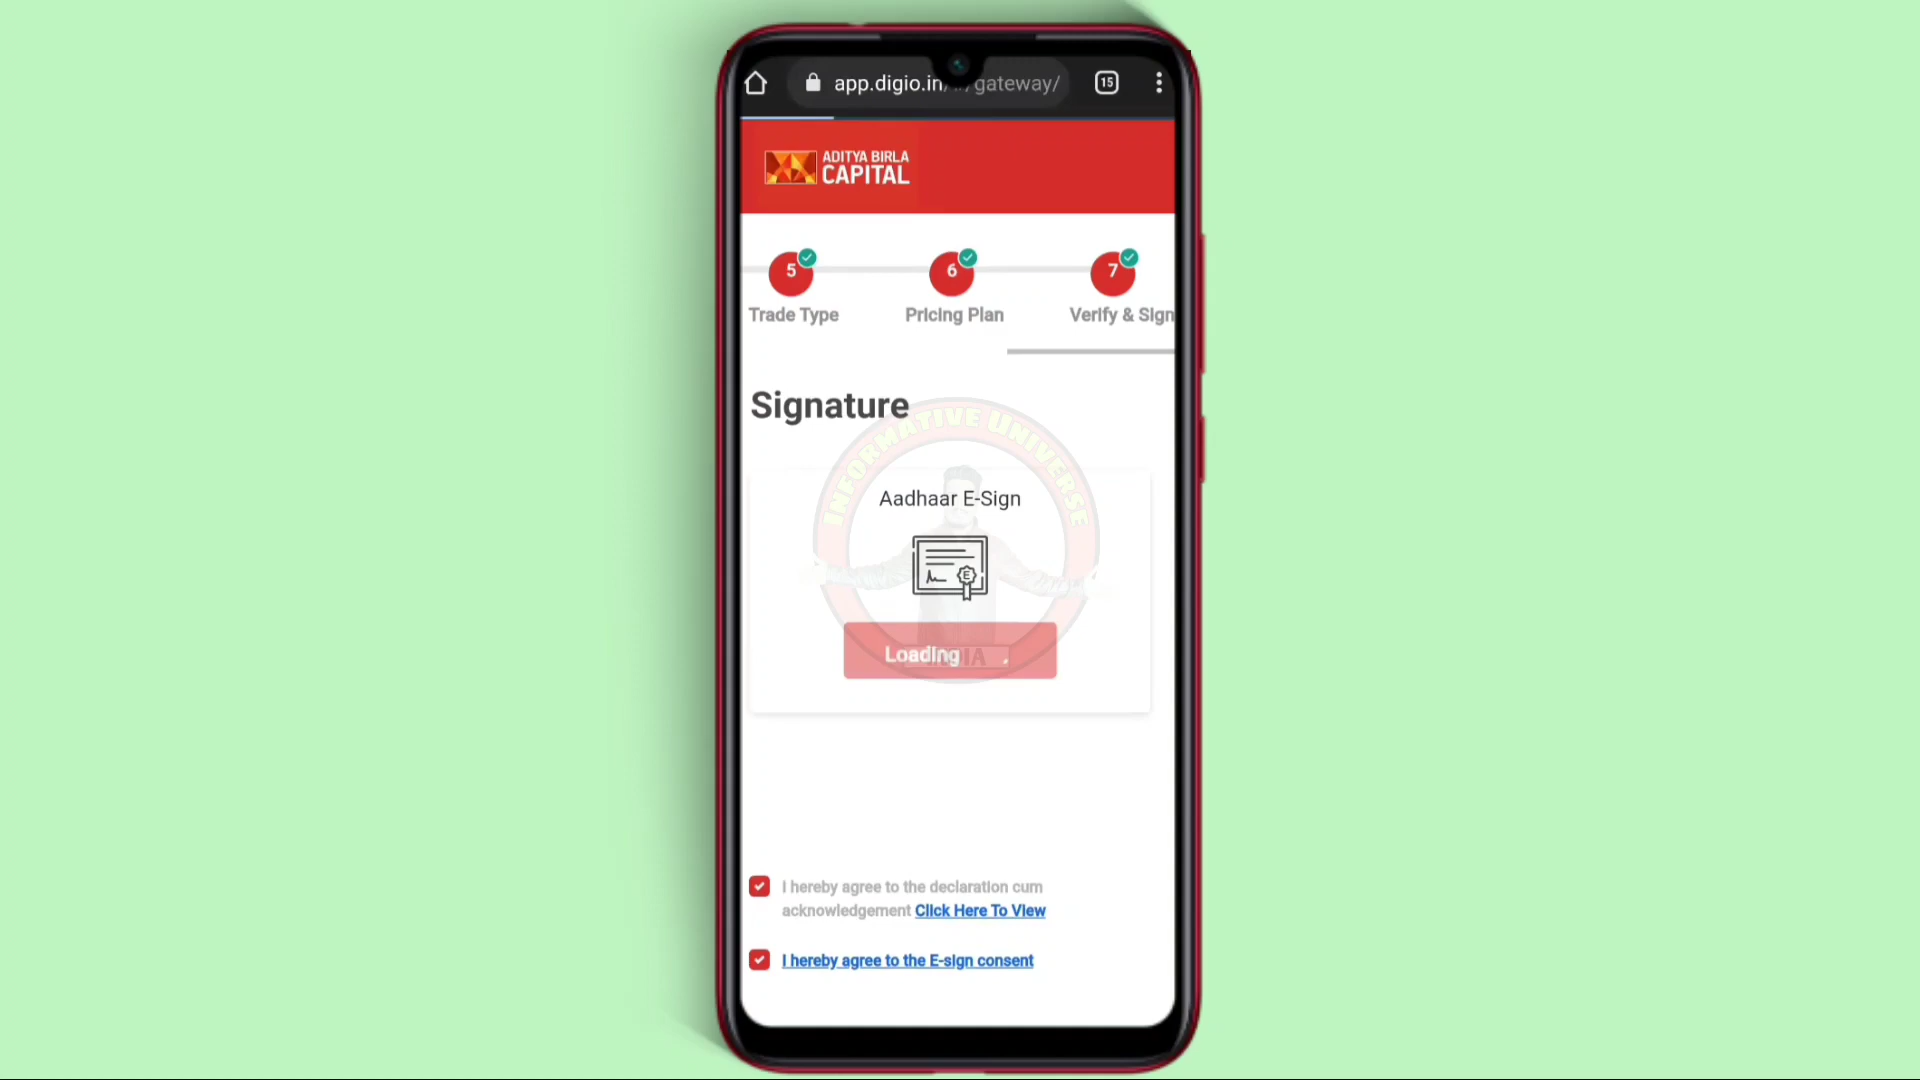 app.digio.in/#/gateway/
15
ADITYA BIRLA
CAPITAL
5
6
7
Trade Type
Pricing Plan
Verify & Sign
Signature
INFORMATIVE UNIVERSE
Aadhaar E-Sign
E
Loading
I hereby agree to the declaration cum
acknowledgement Click Here To View
I hereby agree to the E-sign consent